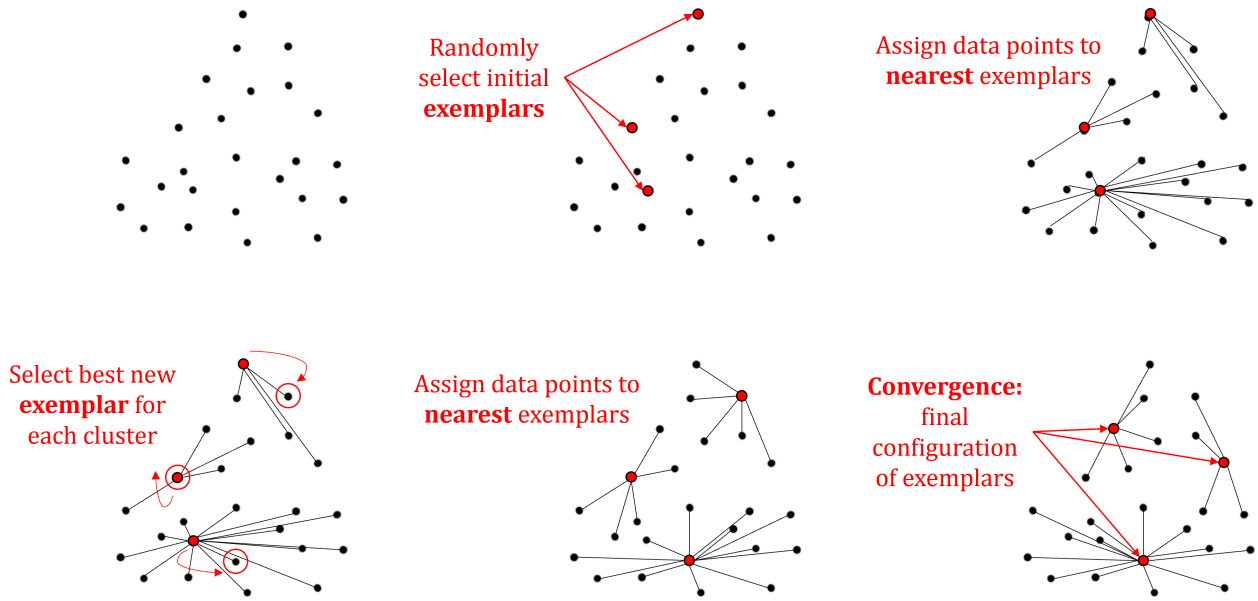 Randomly
select initial
exemplars
Assign data points to
nearest exemplars
Select best new
exemplar for
each cluster
Assign data points to
nearest exemplars
Convergence:
final
configuration
of exemplars